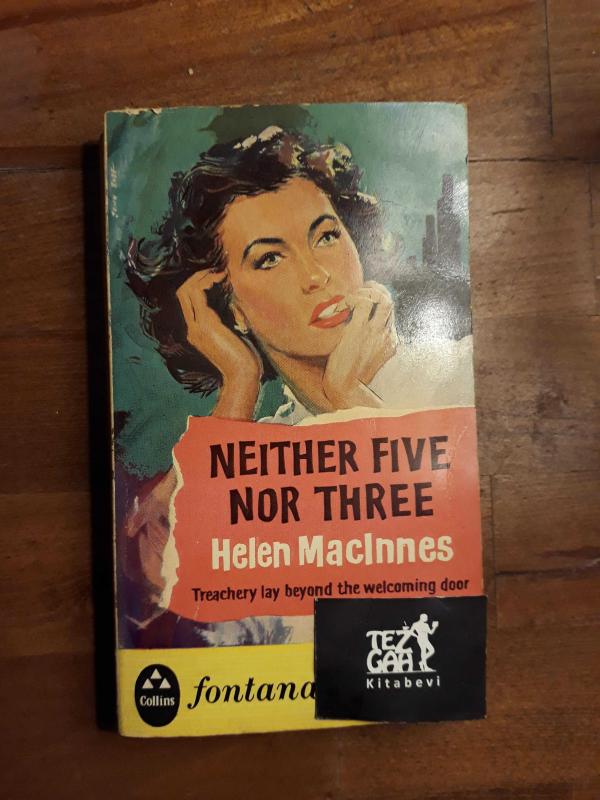 NEITHER FIVE
NOR THREE
Helen MacInnes
Treachery lay beyond the welcoming door
Collins
fontana
TEZ
GAH
Kitabevi